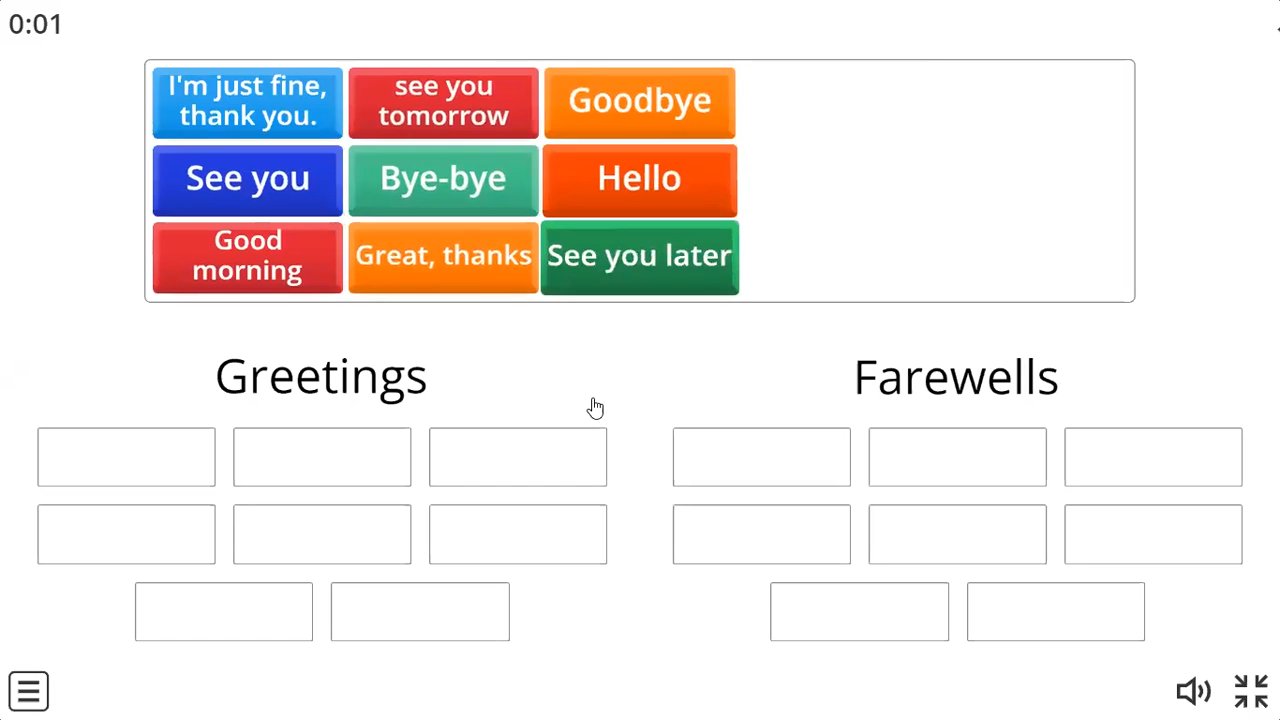 0:01
I'm just fine,
thank you.
see you
tomorrow
Goodbye
See you
Bye-bye
Hello
Good
morning
Great, thanks
See you later
Greetings
Farewells